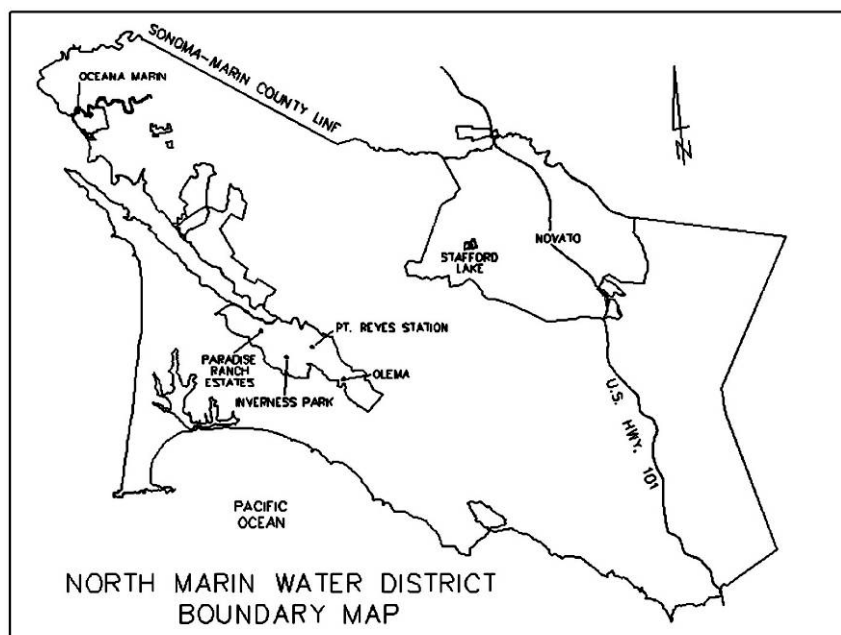 SONOMA-MARIN COUNTY LINE
OCEANA MARIN
N
NOVATO
STAFFORD
LAKE
PT. REYES STATION
PARADISE
RANCH
ESTATES
OLEMA
INVERNESS PARK
U.S. HWY. 101
PACIFIC
OCEAN
NORTH MARIN WATER DISTRICT
BOUNDARY MAP